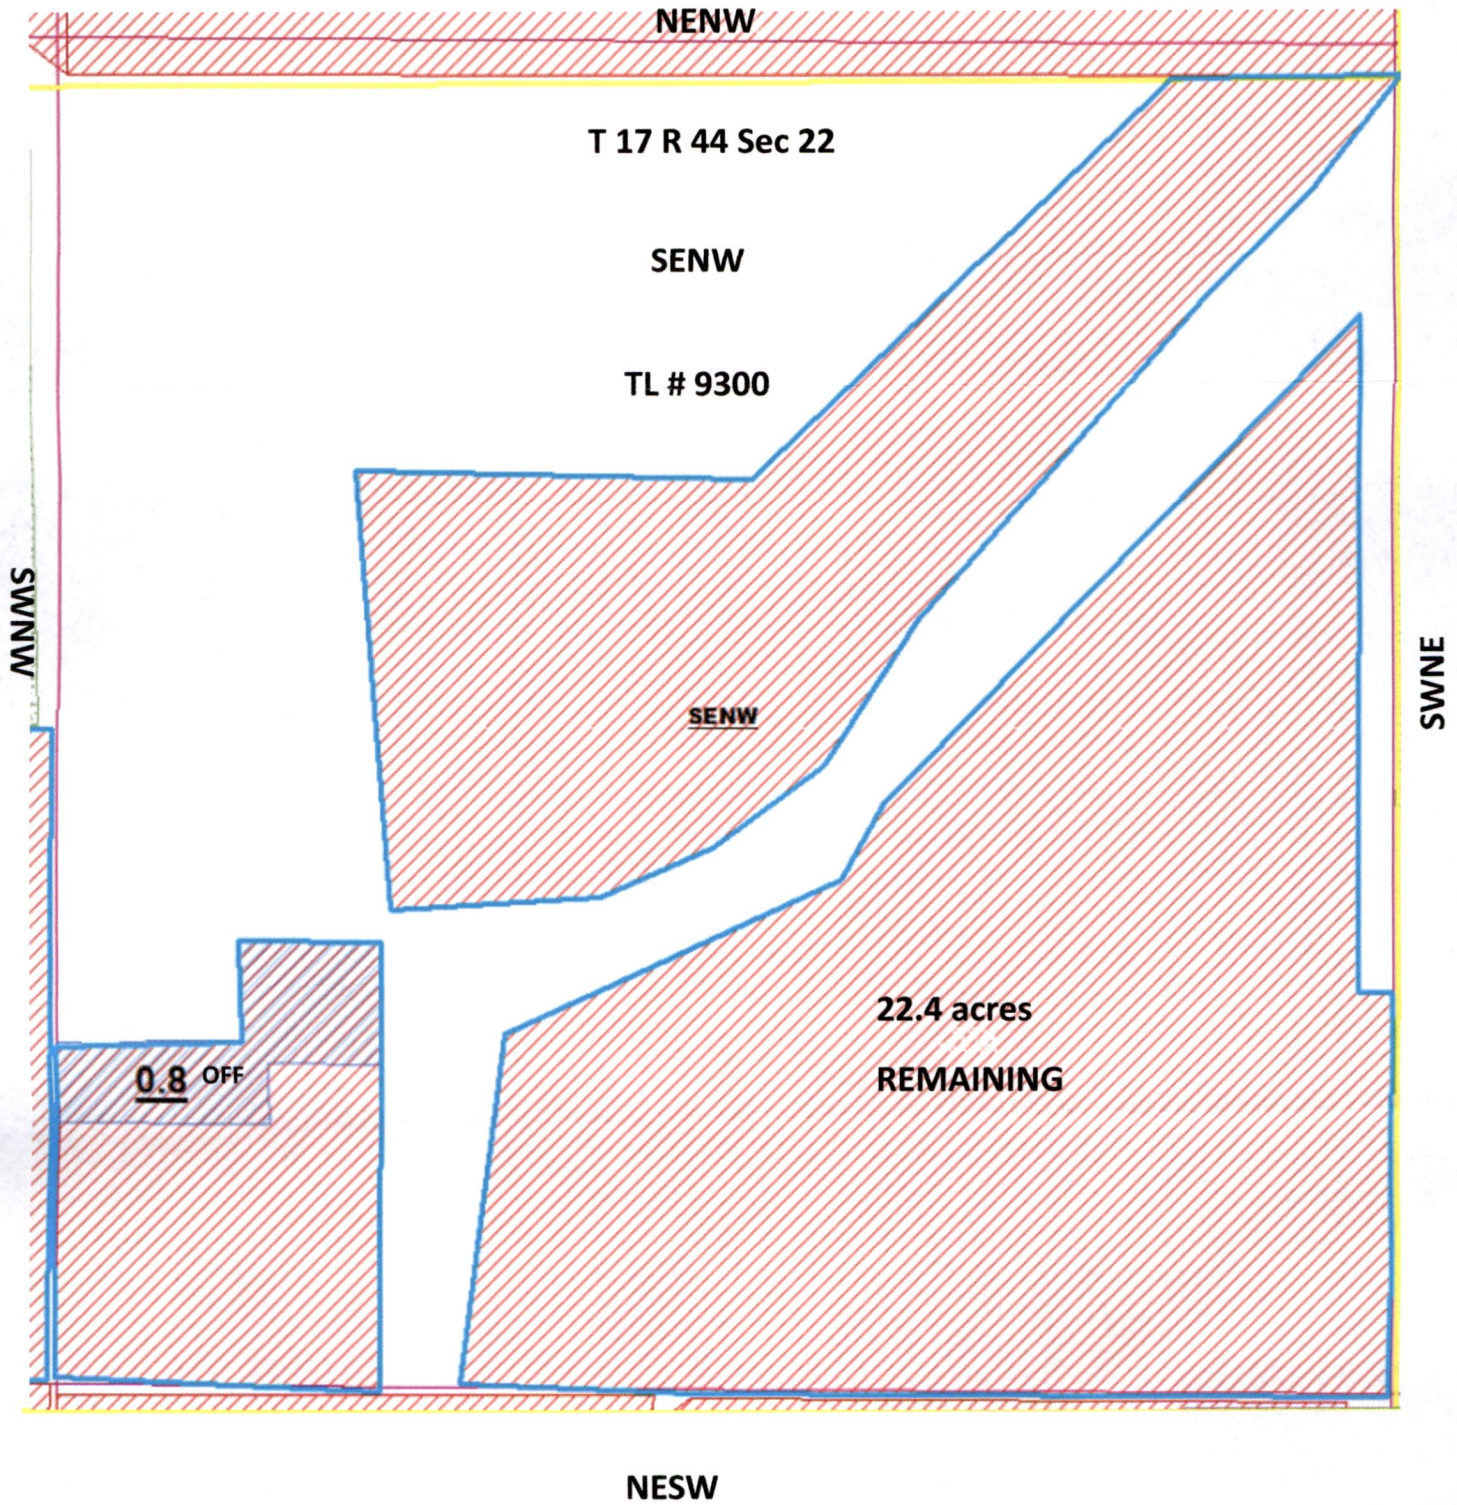 NENW
T 17 R 44 Sec 22
SENW
TL # 9300
SWNW
SWNE
SENW
22.4 acres
REMAINING
0.8 OFF
NESW